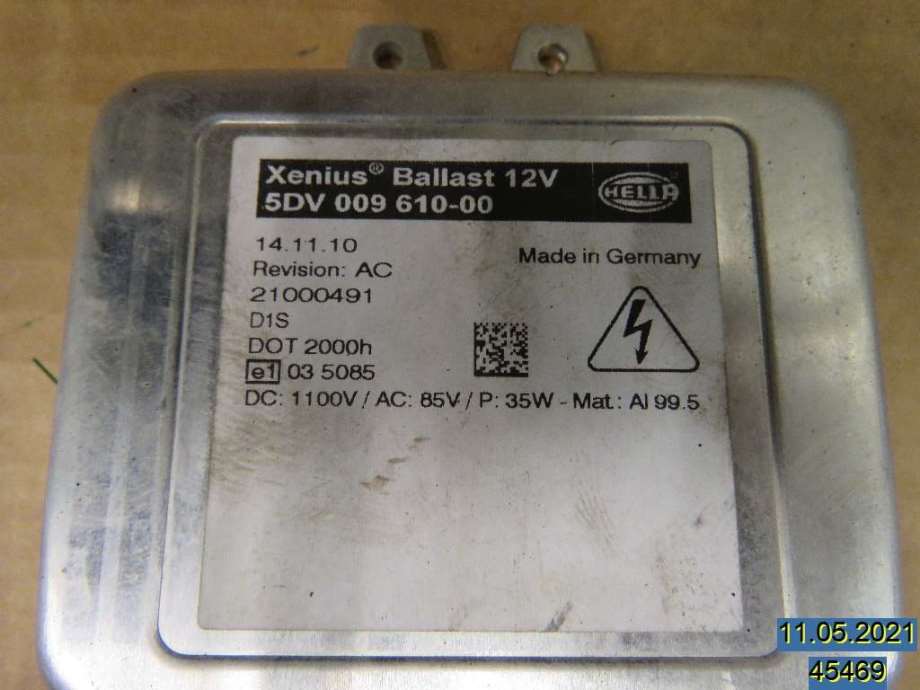 Xenius® Ballast 12V
5DV 009 610-00
HELLA
14.11.10
Made in Germany
Revision: AC
21000491
D1S
DOT 2000h
e1 03 5085
DC: 1100V / AC: 85V / P: 35W - Mat.: Al 99.5
11.05.2021
45469